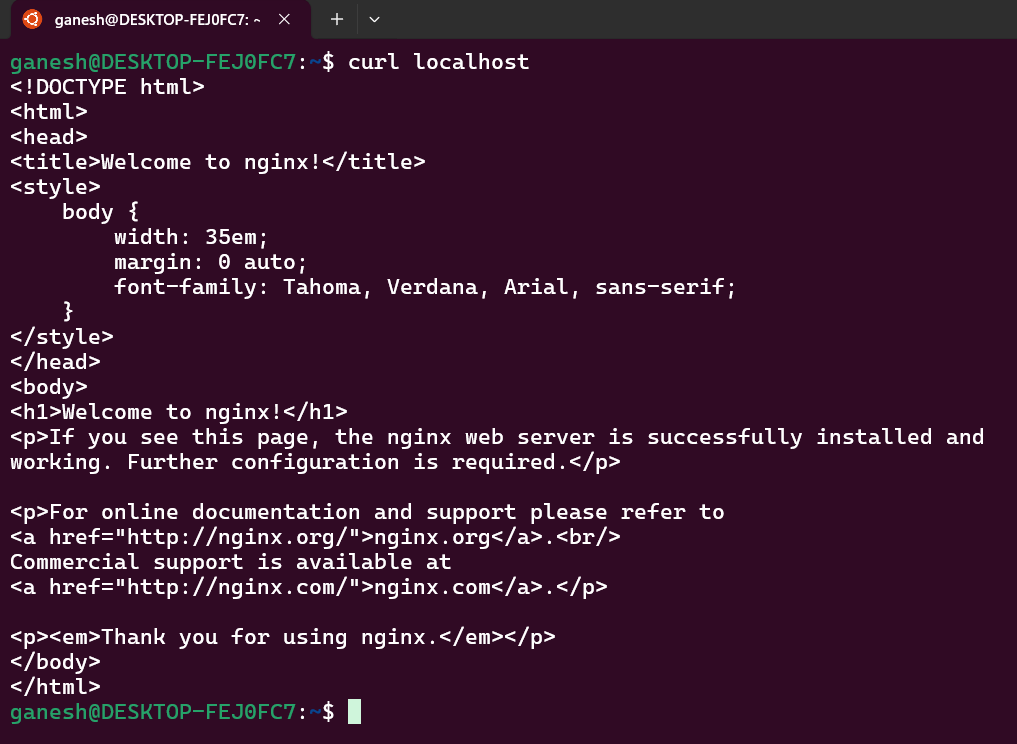 ganesh@DESKTOP-FEJ0FC7: ~
ganesh@DESKTOP-FEJ0FC7:~$ curl localhost
<!DOCTYPE html>
<html>
<head>
<title>Welcome to nginx!</title>
<style>
    body {
        width: 35em;
        margin: 0 auto;
        font-family: Tahoma, Verdana, Arial, sans-serif;
    }
</style>
</head>
<body>
<h1>Welcome to nginx!</h1>
<p>If you see this page, the nginx web server is successfully installed and
working. Further configuration is required.</p>

<p>For online documentation and support please refer to
<a href="http://nginx.org/">nginx.org</a>.<br/>
Commercial support is available at
<a href="http://nginx.com/">nginx.com</a>.</p>

<p><em>Thank you for using nginx.</em></p>
</body>
</html>
ganesh@DESKTOP-FEJ0FC7:~$